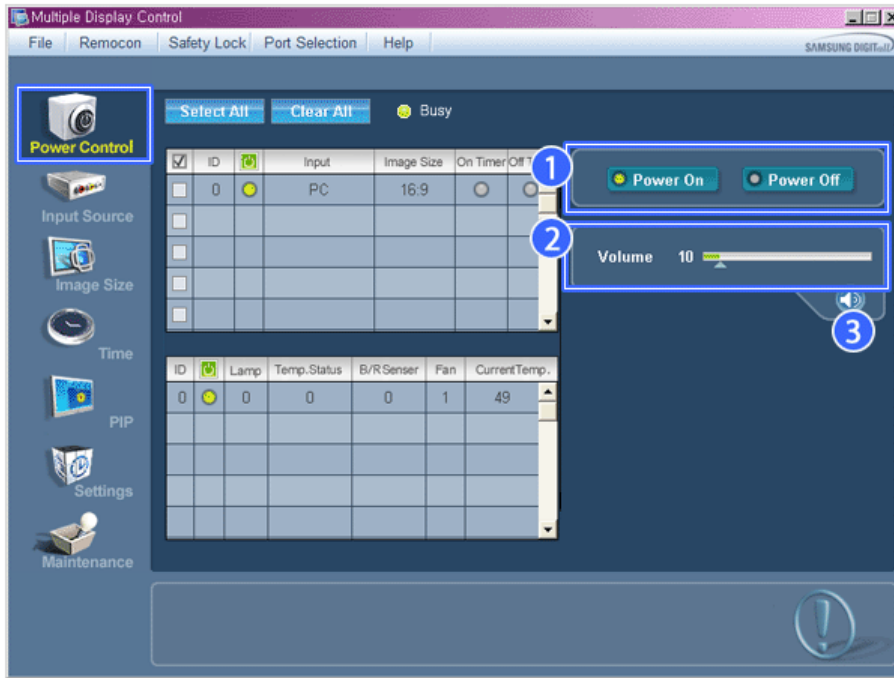 Multiple Display Control
File Remocon Safety Lock Port Selection Help
SAMSUNG DIGITall
Select All Clear All Busy
Power Control
ID Input Image Size On Timer Off T
1
Power On Power Off
0 PC 16:9
Input Source
2
Volume 10
Image Size
3
Time
ID Lamp Temp.Status B/RSenser Fan CurrentTemp.
0 0 0 0 1 49
PIP
Settings
Maintenance